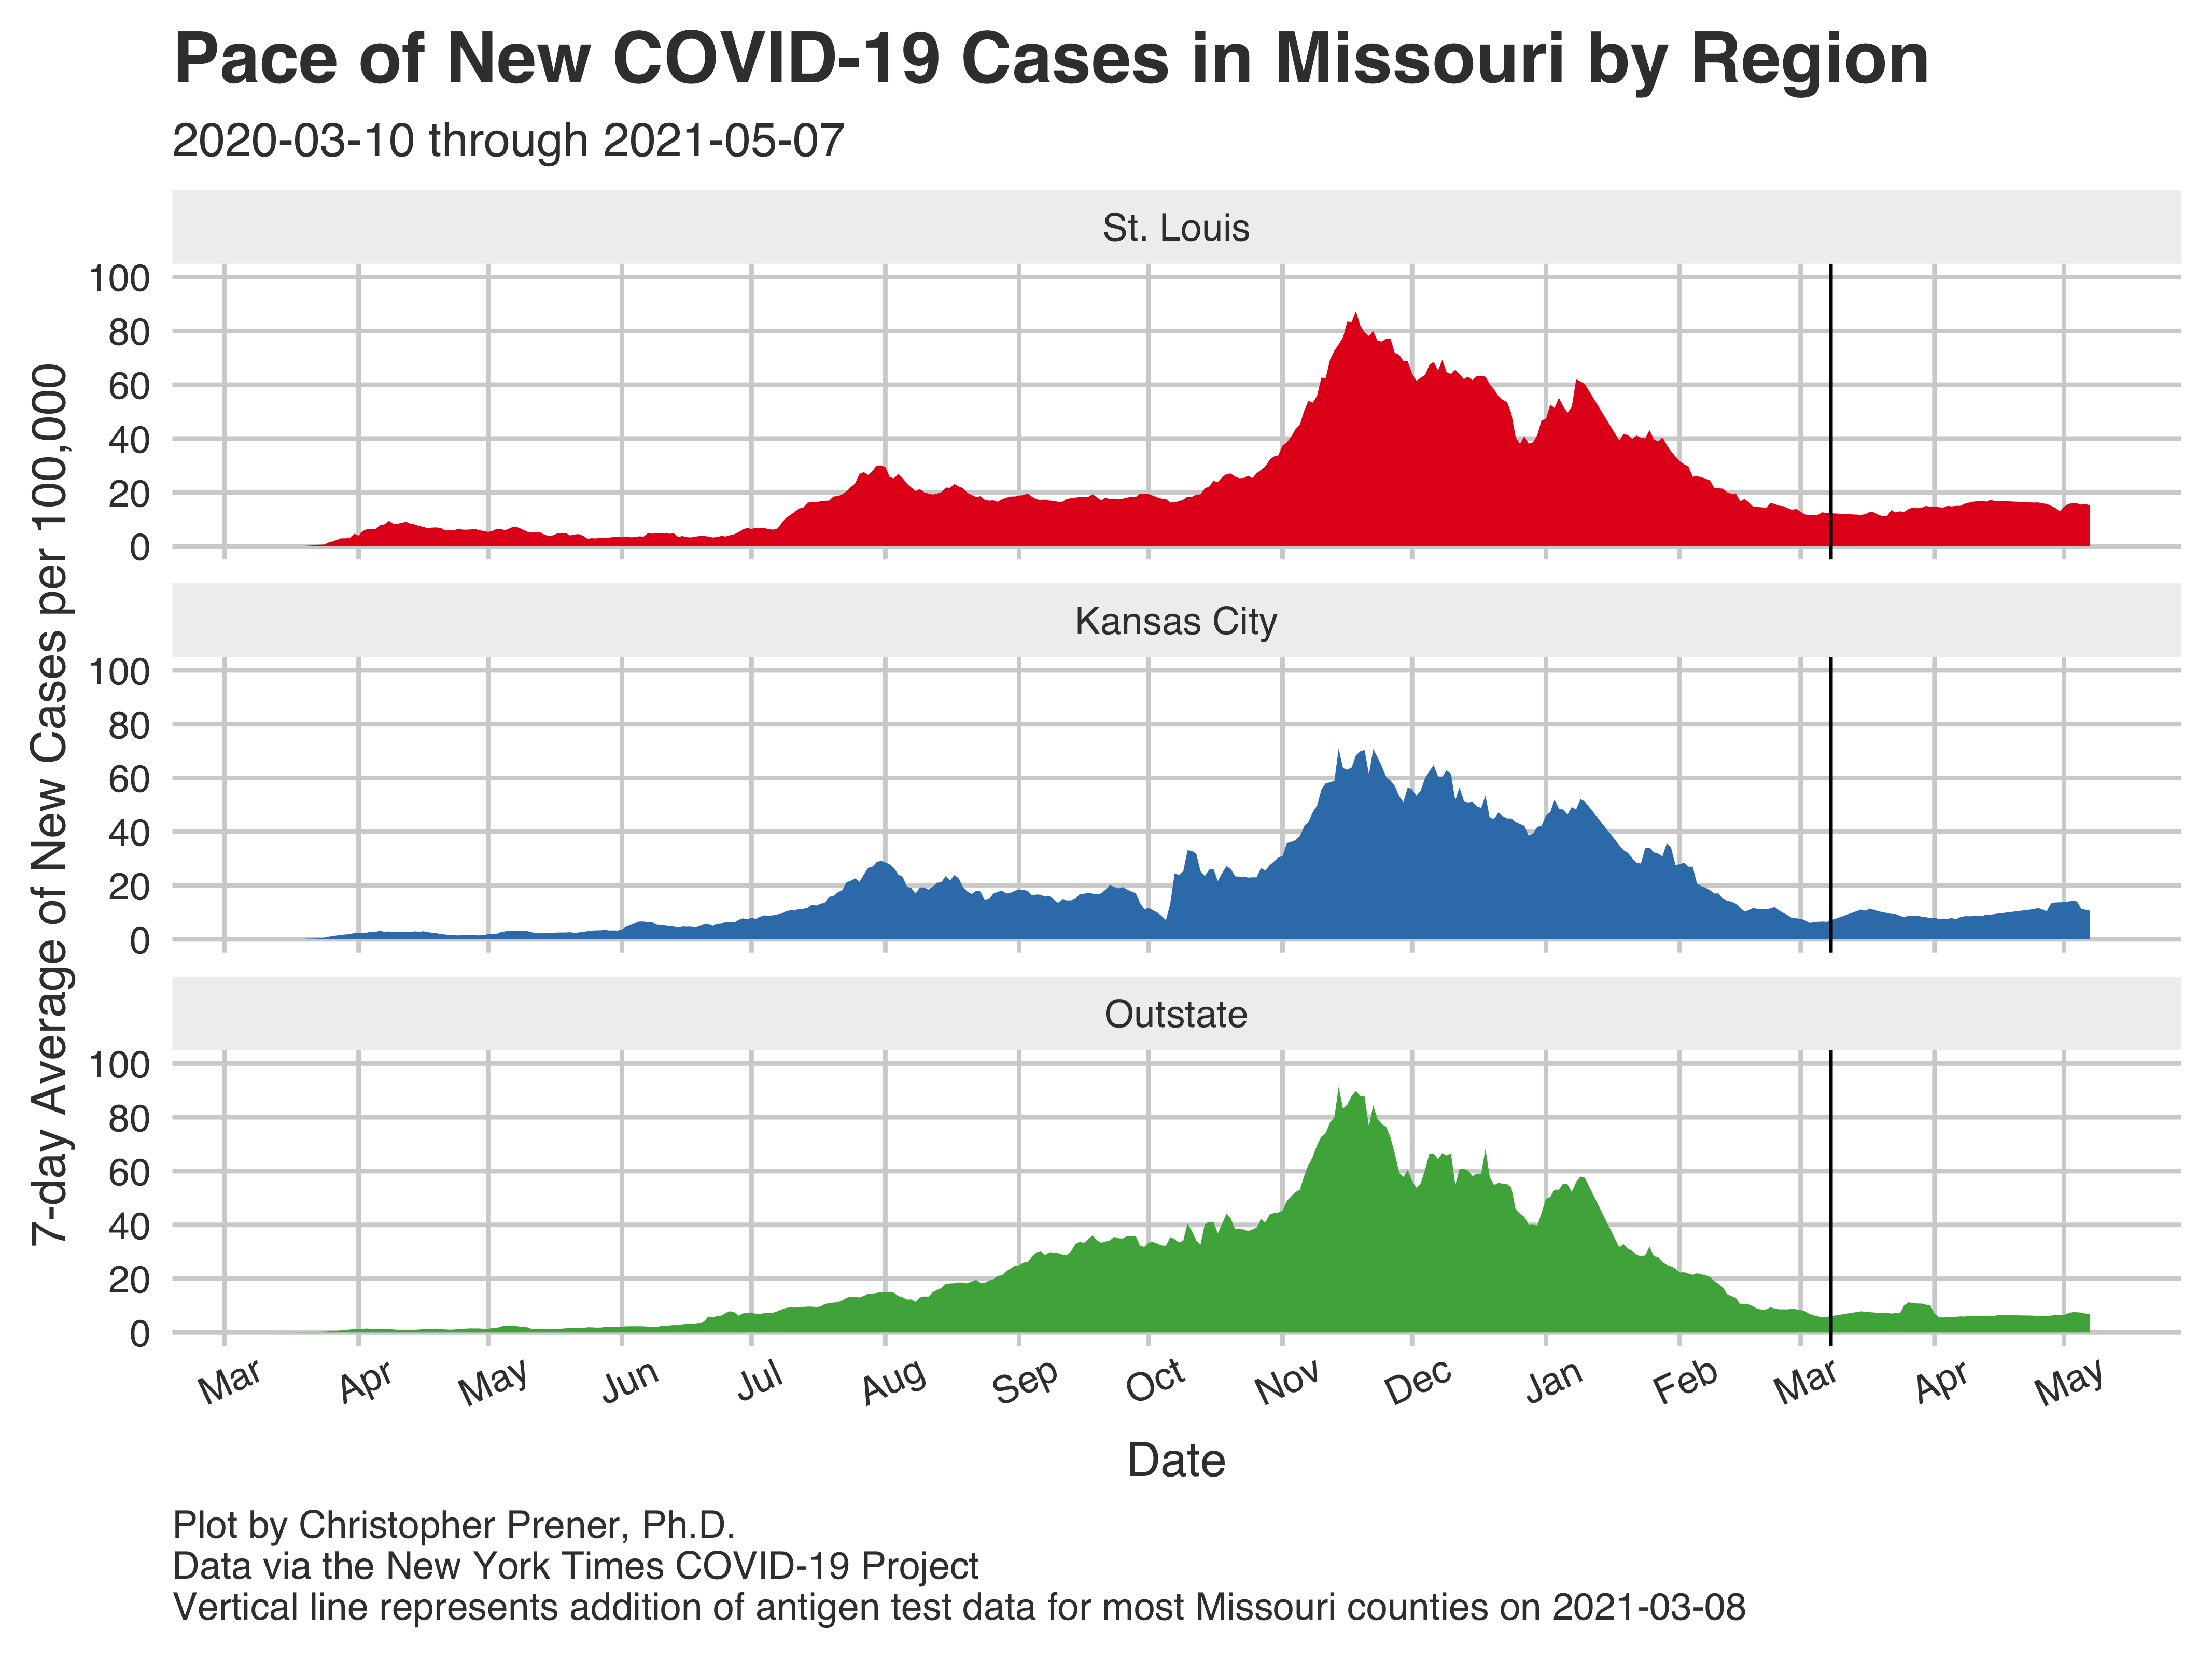 Pace of New COVID-19 Cases in Missouri by Region
2020-03-10 through 2021-05-07
7-day Average of New Cases per 100,000
St. Louis
100
80
60
40
20
0
Kansas City
100
80
60
40
20
0
Outstate
100
80
60
40
20
0
Mar Apr May Jun Jul Aug Sep Oct Nov Dec Jan Feb Mar Apr May
Date
Plot by Christopher Prener, Ph.D.
Data via the New York Times COVID-19 Project
Vertical line represents addition of antigen test data for most Missouri counties on 2021-03-08